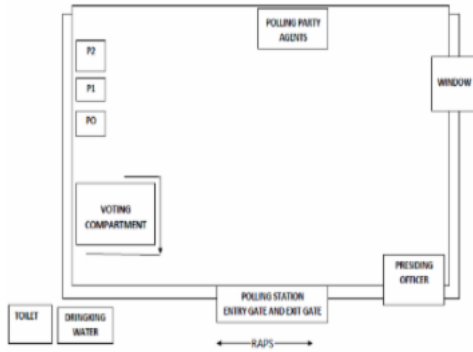 POLLING PARTY
AGENTS
P2
P1
PO
WINDOW
VOTING
COMPARTMENT
PRESIDING
OFFICER
POLLING STATION
ENTRY GATE AND EXIT GATE
TOILET
DRINGKING
WATER
RAPS